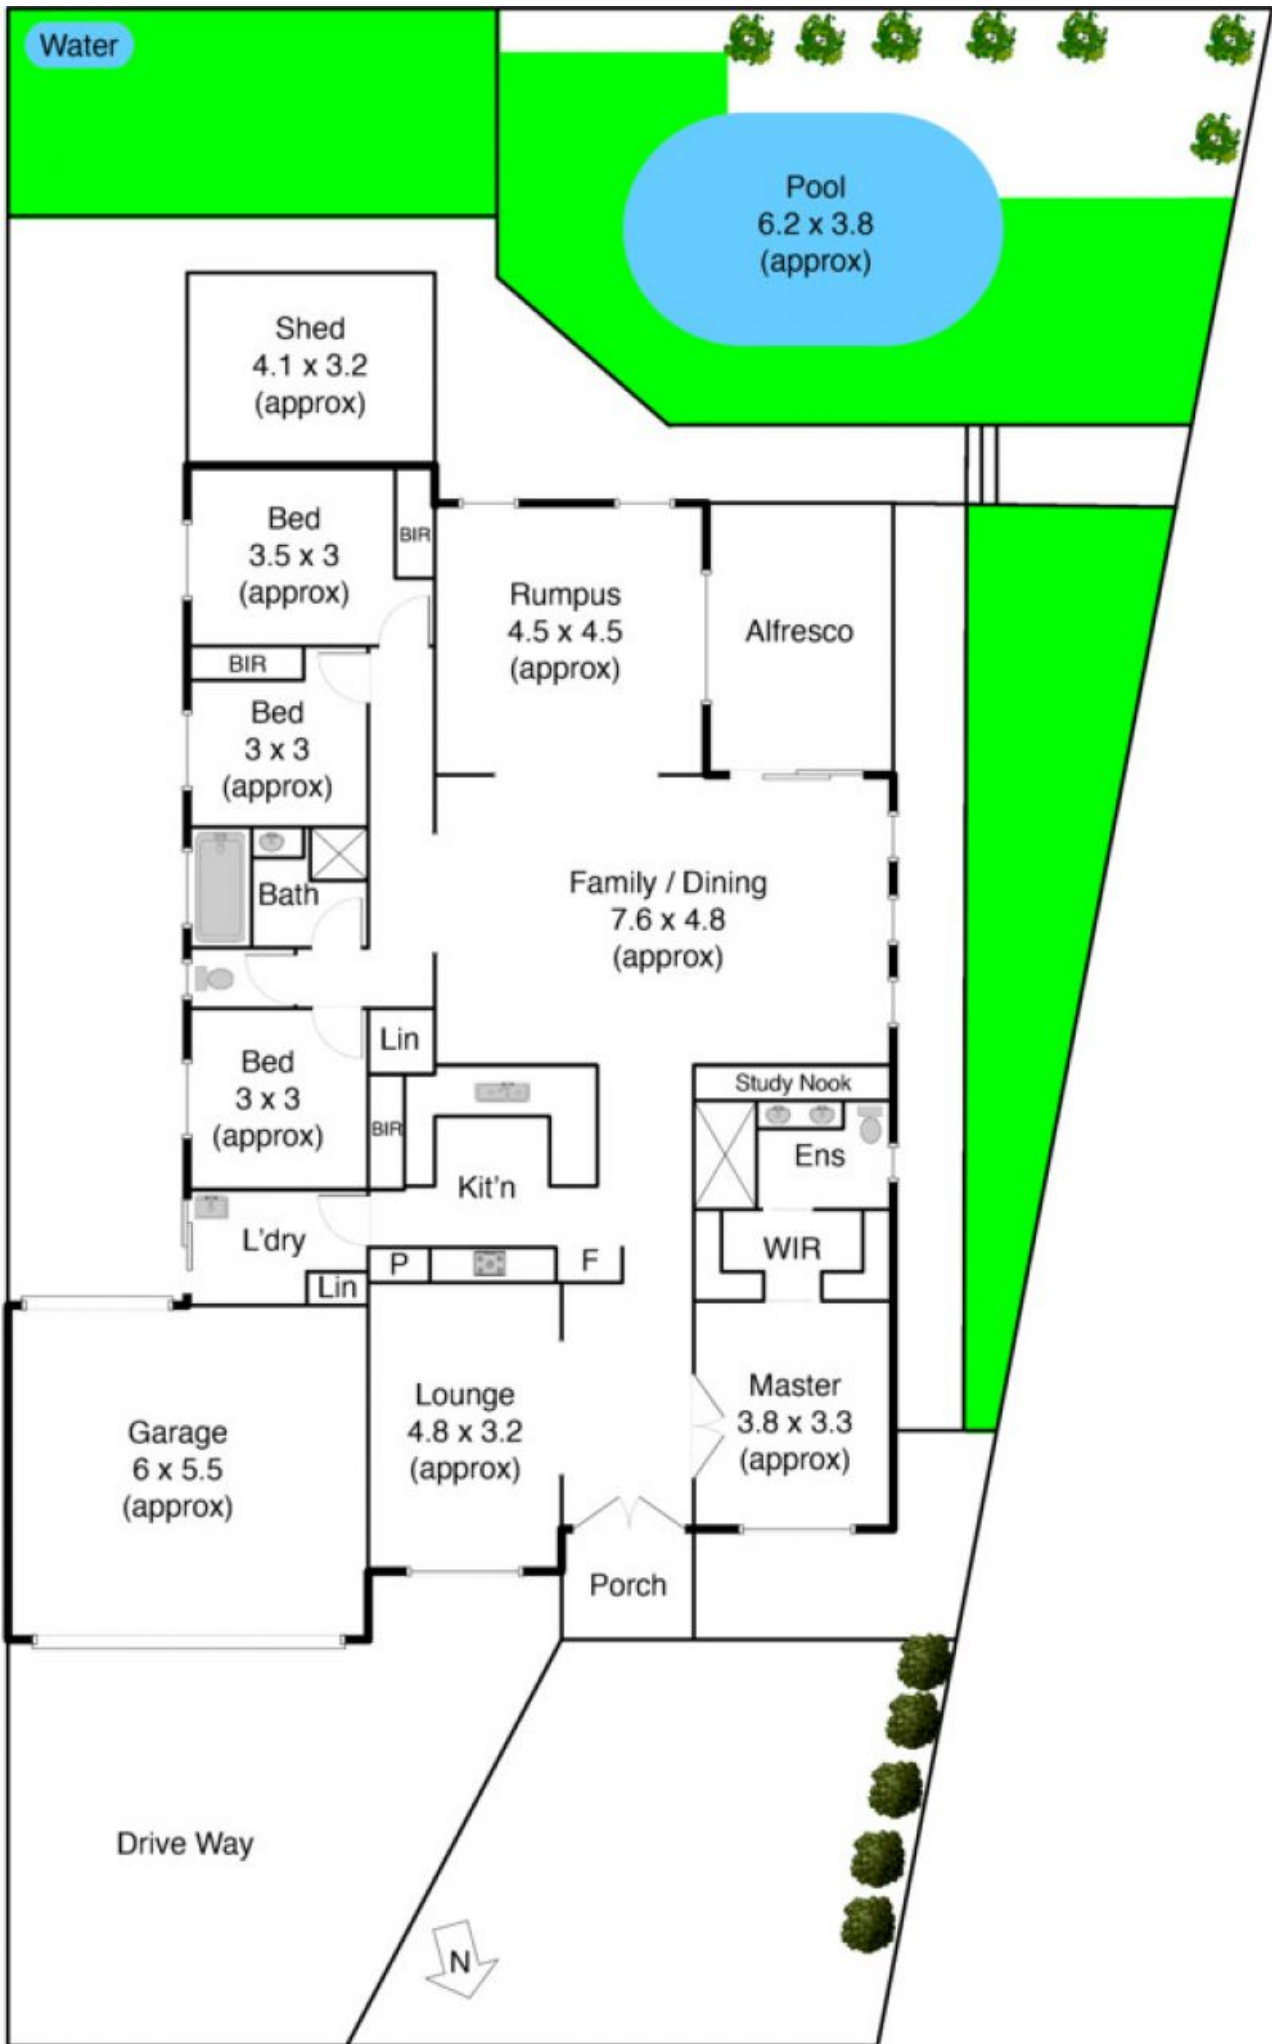 Water
Pool
6.2 x 3.8
(approx)
Shed
4.1 x 3.2
(approx)
Bed
3.5 x 3
(approx)
BIR
Rumpus
4.5 x 4.5
(approx)
Alfresco
BIR
Bed
3 x 3
(approx)
Bath
Family / Dining
7.6 x 4.8
(approx)
Lin
Bed
3 x 3
(approx)
BIR
Study Nook
Ens
Kit'n
L'dry
WIR
P
F
Lin
Master
3.8 x 3.3
(approx)
Lounge
4.8 x 3.2
(approx)
Garage
6 x 5.5
(approx)
Porch
Drive Way
N